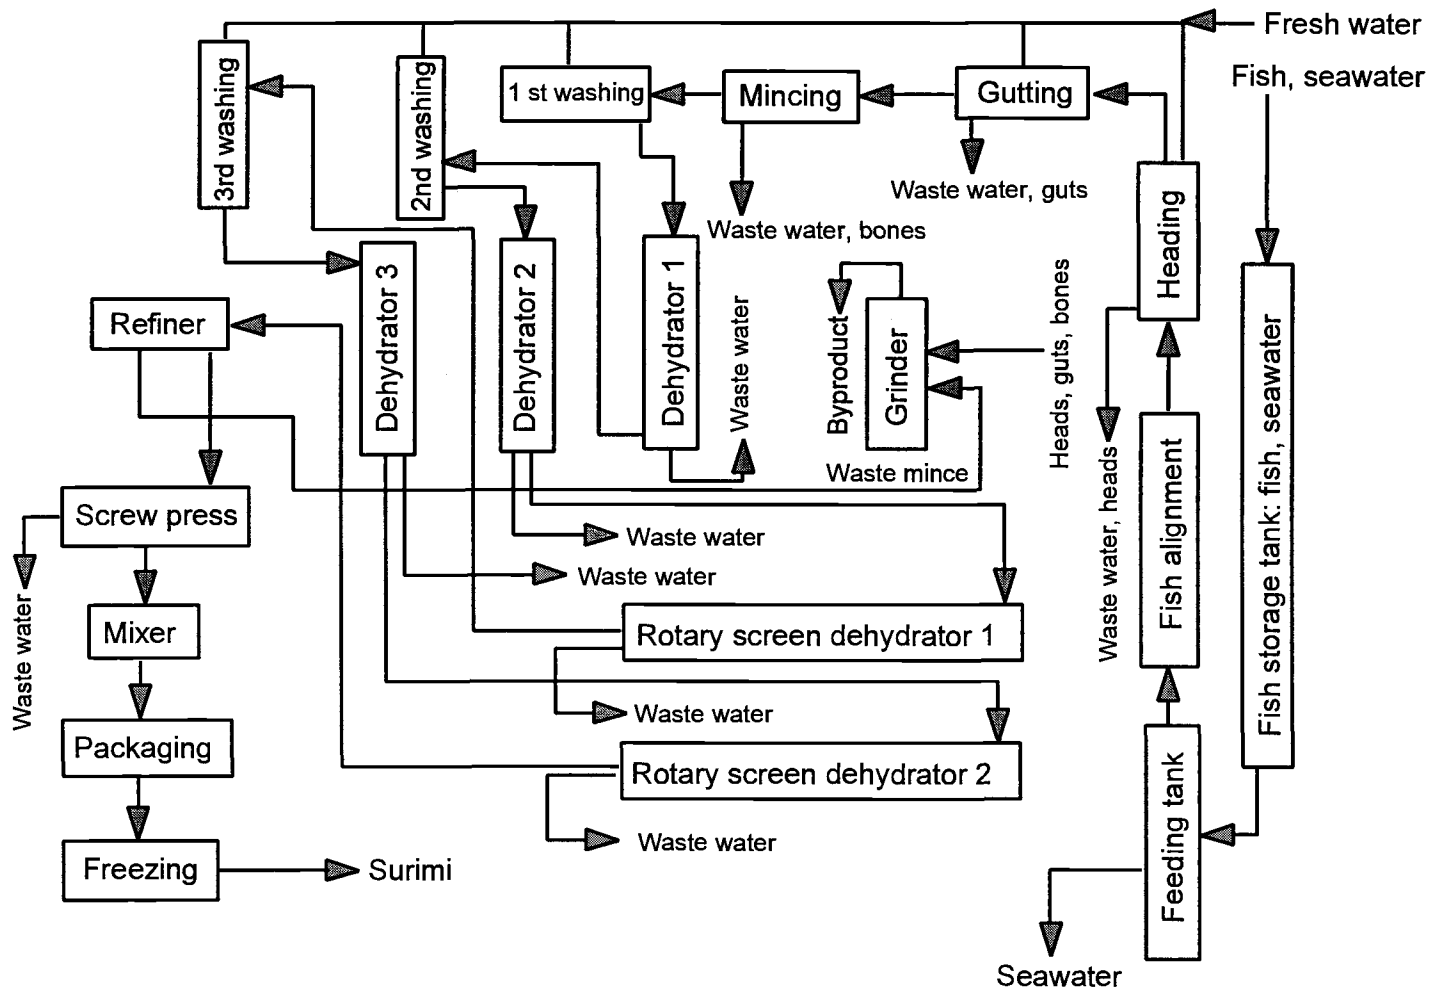 Fresh water
Fish, seawater
3rd washing
2nd washing
1 st washing
Mincing
Gutting
Waste water, guts
Waste water, bones
Heading
Dehydrator 3
Dehydrator 2
Dehydrator 1
Waste water
Byproduct
Grinder
Heads, guts, bones
Refiner
Waste mince
Waste water, heads
Fish alignment
Fish storage tank: fish, seawater
Screw press
Waste water
Waste water
Waste water
Mixer
Rotary screen dehydrator 1
Waste water
Packaging
Rotary screen dehydrator 2
Waste water
Feeding tank
Freezing
Surimi
Seawater